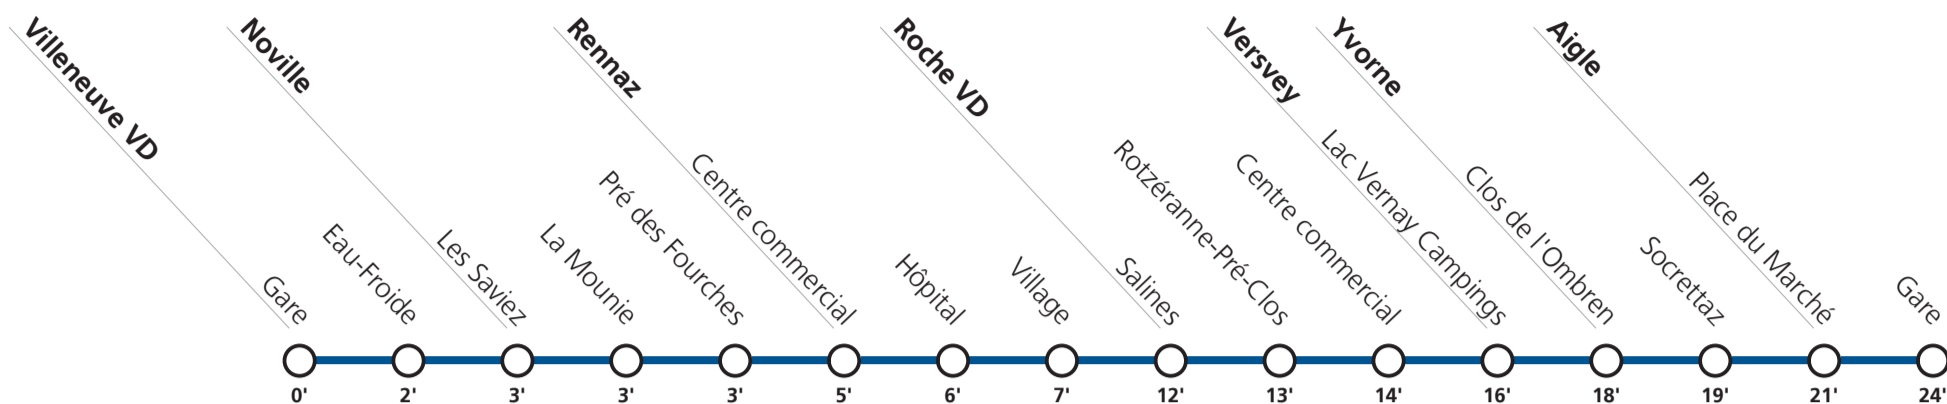 Villeneuve VD
Noville
Rennaz
Roche VD
Versvey
Yvorne
Aigle
Gare
Eau-Froide
Les Saviez
La Mounie
Pré des Fourches
Centre commercial
Hôpital
Village
Salines
Rotzéranne-Pré-Clos
Centre commercial
Lac Vernay Campings
Clos de l'Ombren
Socrettaz
Place du Marché
Gare
0' 2' 3' 3' 3' 5' 6' 7' 12' 13' 14' 16' 18' 19' 21' 24'